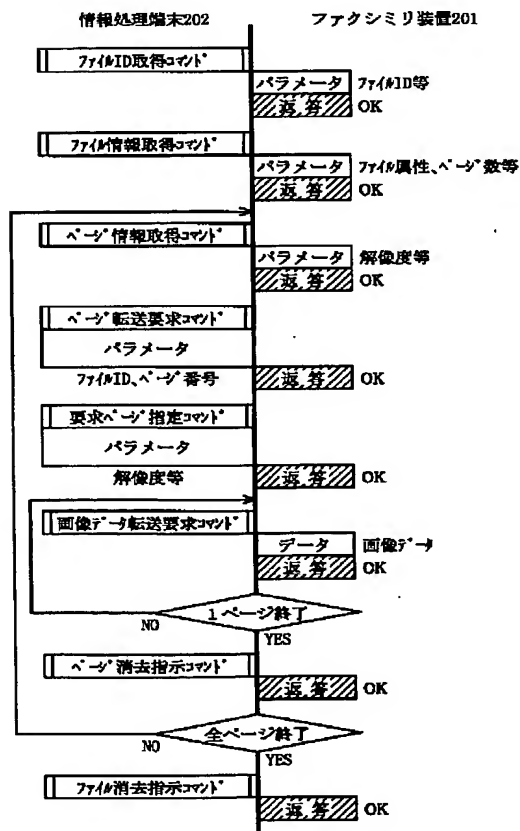 情報処理端末202 ファクシミリ装置201
ファイルID取得コマンド
パラメータ ファイルID等
返答 OK
ファイル情報取得コマンド
パラメータ ファイル属性、ページ数等
返答 OK
ページ情報取得コマンド
パラメータ 解像度等
返答 OK
ページ転送要求コマンド
パラメータ
ファイルID、ページ番号 返答 OK
要求ページ指定コマンド
パラメータ
解像度等 返答 OK
画像データ転送要求コマンド
データ 画像データ
返答 OK
1ページ終了
NO YES
ページ消去指示コマンド
返答 OK
全ページ終了
NO YES
ファイル消去指示コマンド
返答 OK